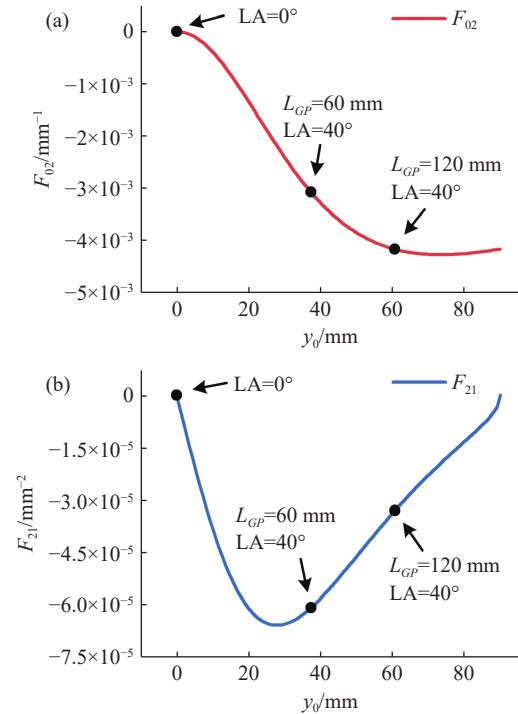 (a)
LA=0°
F₀₂
0
−1×10⁻³
−2×10⁻³
−3×10⁻³
−4×10⁻³
−5×10⁻³
F₀₂/mm⁻¹
L_GP=60 mm
LA=40°
L_GP=120 mm
LA=40°
0 20 40 60 80
y₀/mm
(b)
LA=0°
F₂₁
0
−1.5×10⁻⁵
−3.0×10⁻⁵
−4.5×10⁻⁵
−6.0×10⁻⁵
−7.5×10⁻⁵
F₂₁/mm⁻²
L_GP=60 mm
LA=40°
L_GP=120 mm
LA=40°
0 20 40 60 80
y₀/mm